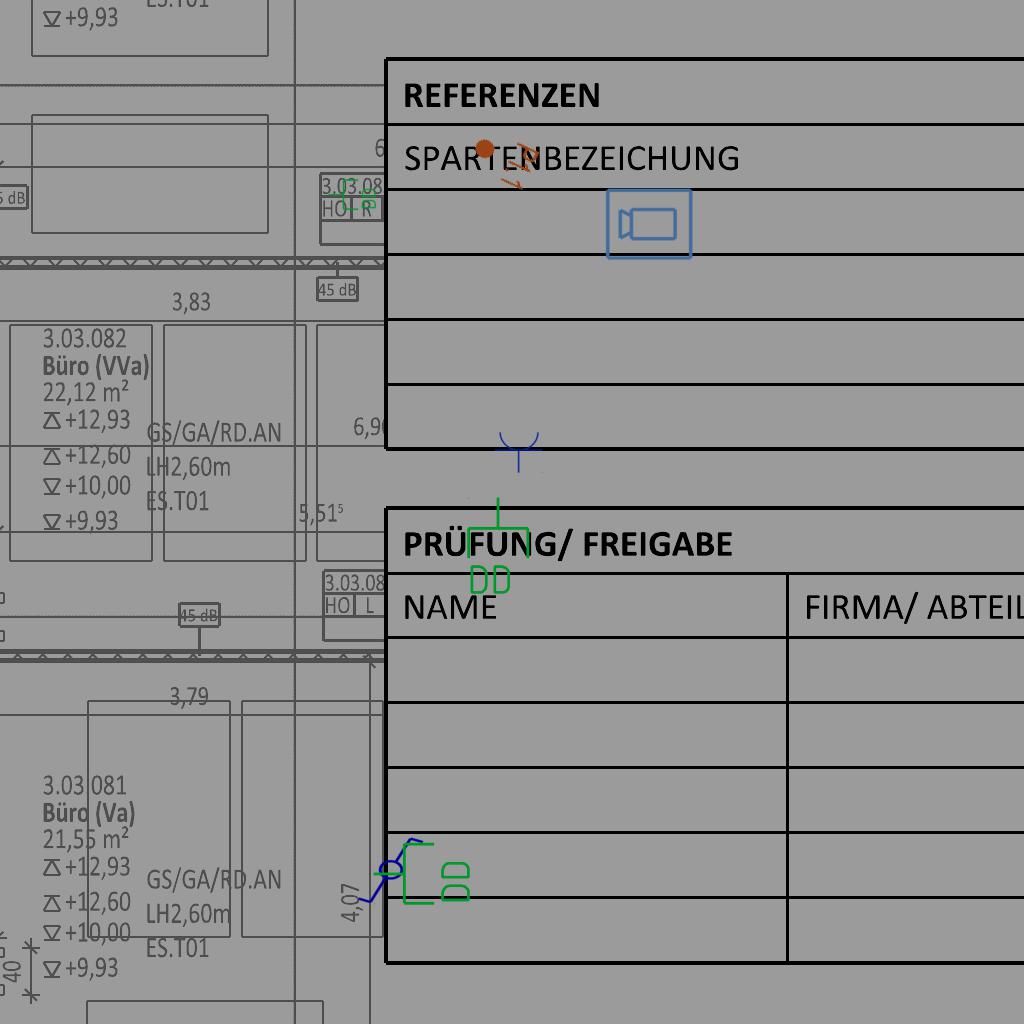 +9,93
REFERENZEN
SPARTENBEZEICHUNG
6
3.03.08
HO R
5 dB
45 dB
3,83
3.03.082
Büro (VVa)
22,12 m²
+12,93
+12,60
+10,00
+9,93
GS/GA/RD.AN
LH2,60m
ES.T01
6,90
5,51⁵
PRÜFUNG/ FREIGABE
DD
NAME
FIRMA/ ABTEIL
3.03.08
HO L
45 dB
3,79
3.03.081
Büro (Va)
21,55 m²
+12,93
+12,60
+10,00
+9,93
GS/GA/RD.AN
LH2,60m
ES.T01
4,07
DD
40